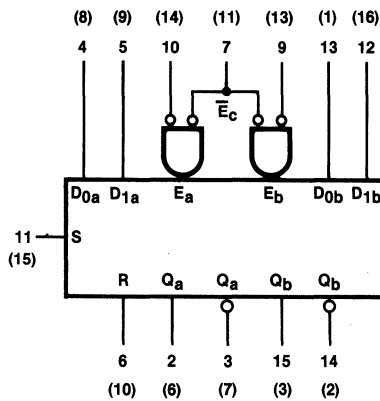 (8) (9) (14) (11) (13) (1) (16)
4 5 10 7 9 13 12
E̅c
D0a D1a Ea Eb D0b D1b
11 S
(15)
R Qa Qa Qb Qb
6 2 3 15 14
(10) (6) (7) (3) (2)